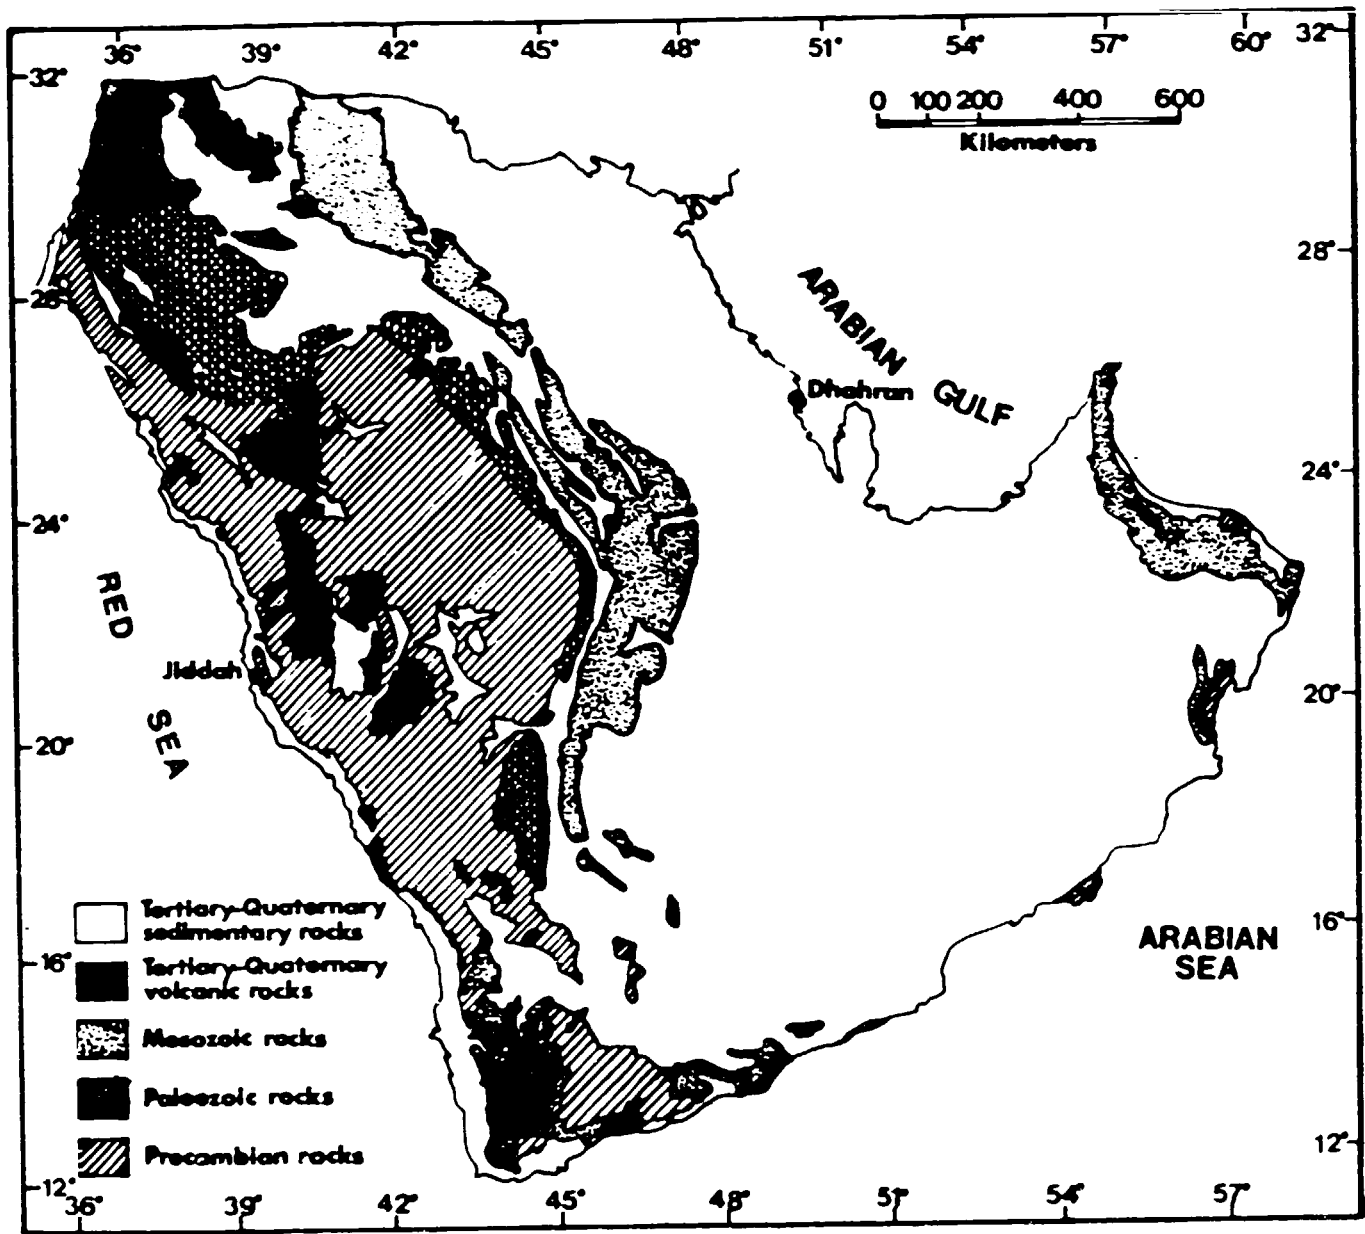 36° 39° 42° 45° 48° 51° 54° 57° 60° 32°
32°
0 100 200 400 600
Kilometers
28°
28°
ARABIAN GULF
Dhahran
24°
24°
RED SEA
Jiddah
20°
20°
Tertiary-Quaternary
sedimentary rocks
16°
ARABIAN
SEA
16°
Tertiary-Quaternary
volcanic rocks
Mesozoic rocks
Paleozoic rocks
Precambian rocks
12°
12°
36° 39° 42° 45° 48° 51° 54° 57°